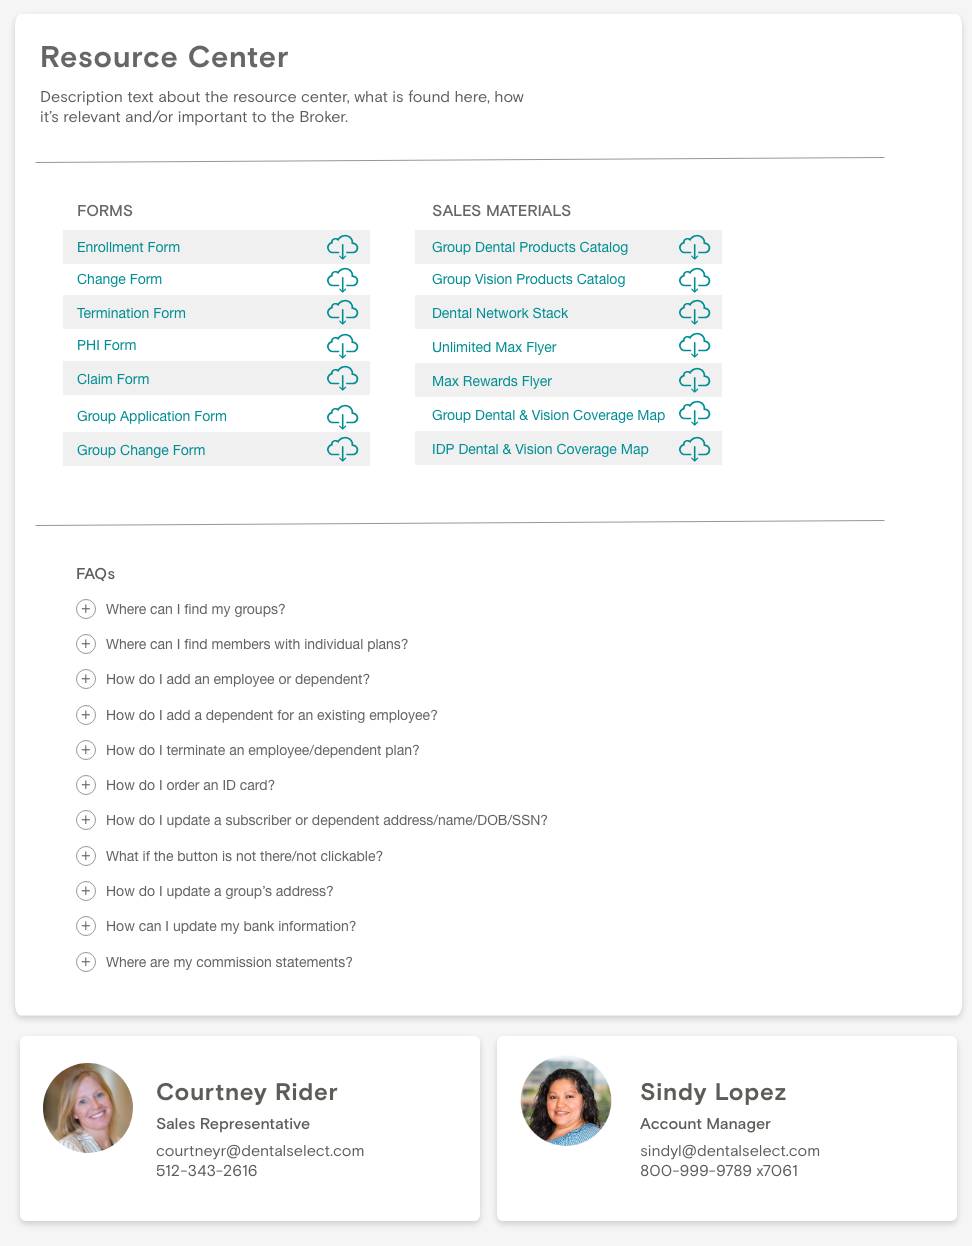 Resource Center
Description text about the resource center, what is found here, how
it's relevant and/or important to the Broker.
FORMS
Enrollment Form
Change Form
Termination Form
PHI Form
Claim Form
Group Application Form
Group Change Form
SALES MATERIALS
Group Dental Products Catalog
Group Vision Products Catalog
Dental Network Stack
Unlimited Max Flyer
Max Rewards Flyer
Group Dental & Vision Coverage Map
IDP Dental & Vision Coverage Map
FAQs
Where can I find my groups?
Where can I find members with individual plans?
How do I add an employee or dependent?
How do I add a dependent for an existing employee?
How do I terminate an employee/dependent plan?
How do I order an ID card?
How do I update a subscriber or dependent address/name/DOB/SSN?
What if the button is not there/not clickable?
How do I update a group's address?
How can I update my bank information?
Where are my commission statements?
Courtney Rider
Sales Representative
courtneyr@dentalselect.com
512-343-2616
Sindy Lopez
Account Manager
sindyl@dentalselect.com
800-999-9789 x7061